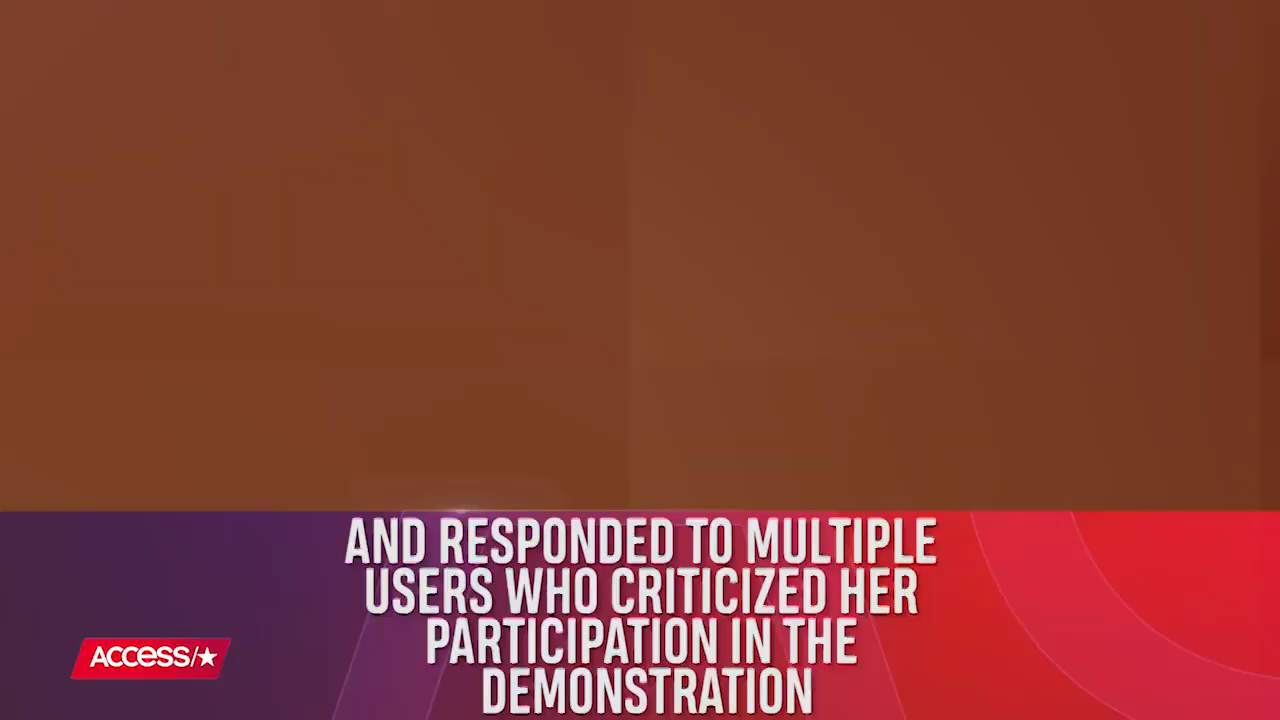 AND RESPONDED TO MULTIPLE
USERS WHO CRITICIZED HER
PARTICIPATION IN THE
DEMONSTRATION
ACCESS/★